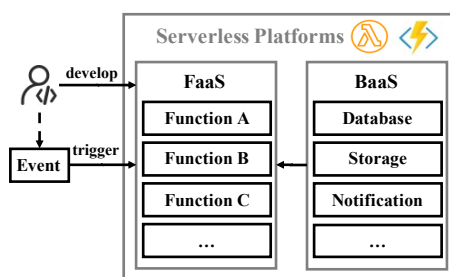 Serverless Platforms
develop
FaaS
BaaS
Function A
Database
Event
trigger
Function B
Storage
Function C
Notification
...
...